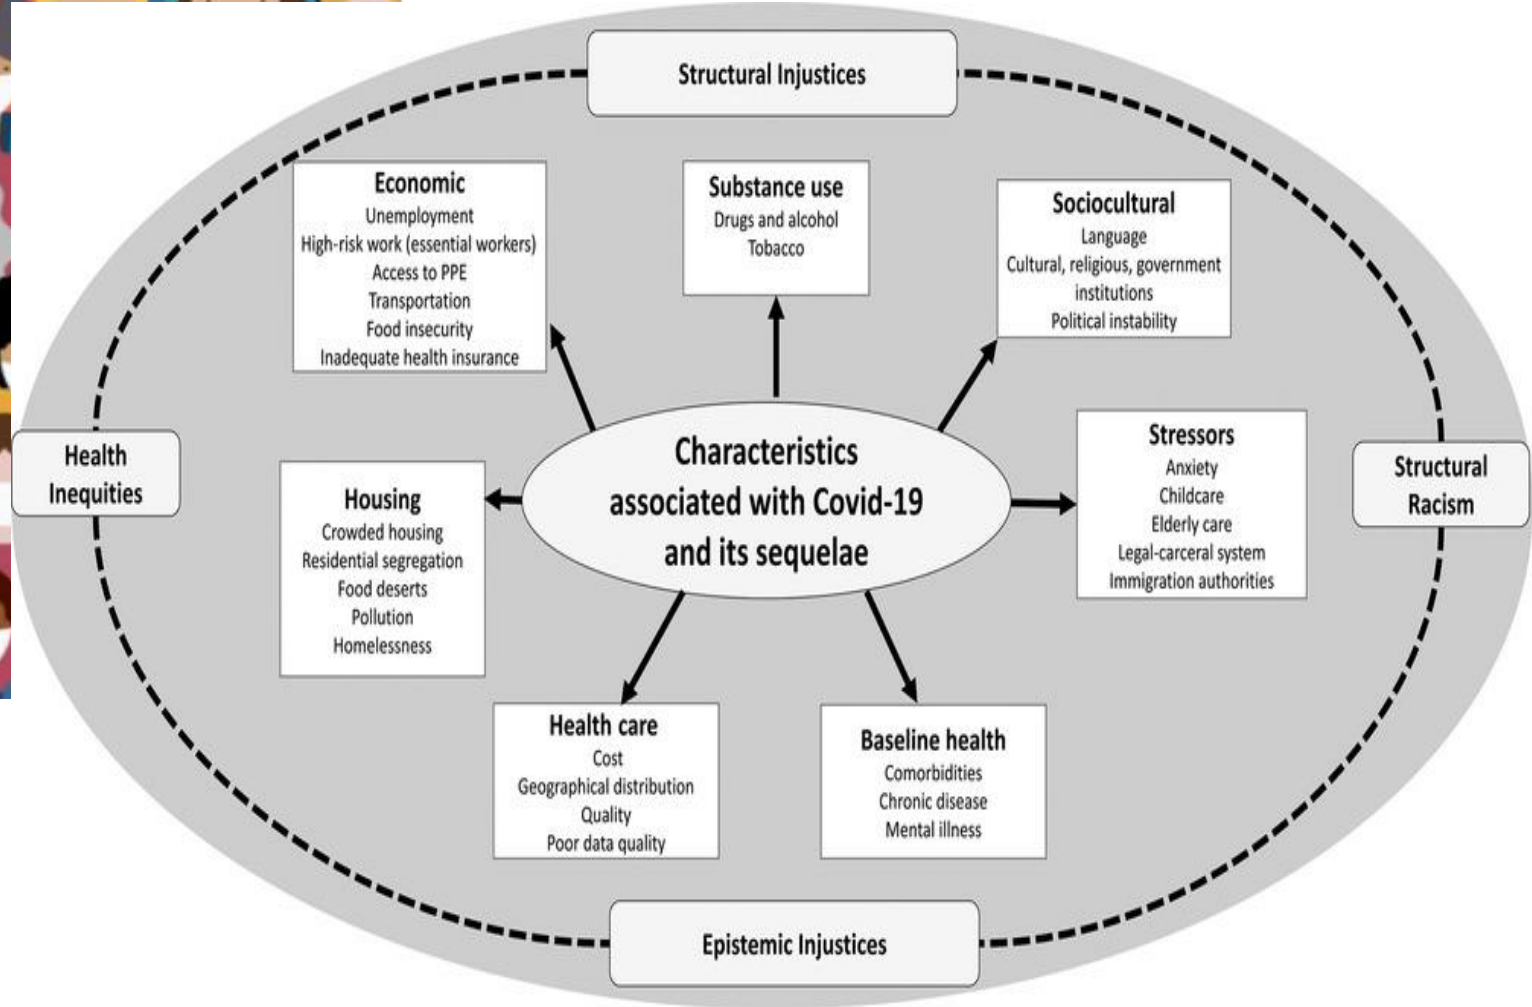 Structural Injustices
Economic
Unemployment
High-risk work (essential workers)
Access to PPE
Transportation
Food insecurity
Inadequate health insurance
Substance use
Drugs and alcohol
Tobacco
Sociocultural
Language
Cultural, religious, government
institutions
Political instability
Health
Inequities
Housing
Crowded housing
Residential segregation
Food deserts
Pollution
Homelessness
Characteristics
associated with Covid-19
and its sequelae
Stressors
Anxiety
Childcare
Elderly care
Legal-carceral system
Immigration authorities
Structural
Racism
Health care
Cost
Geographical distribution
Quality
Poor data quality
Baseline health
Comorbidities
Chronic disease
Mental illness
Epistemic Injustices